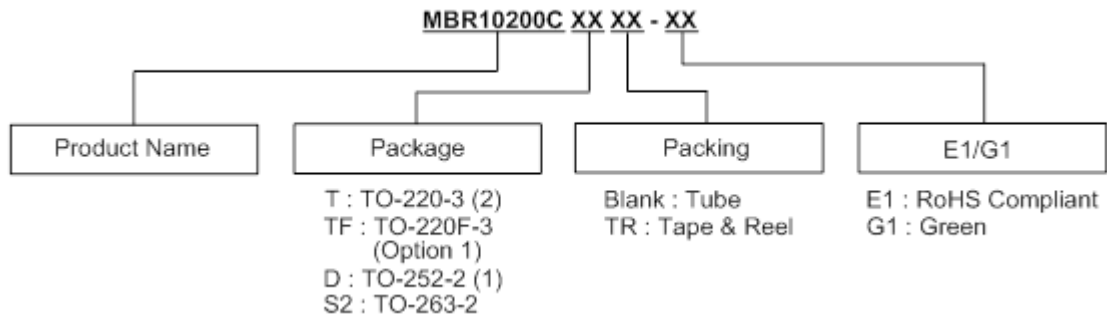 MBR10200C XX XX - XX
Product Name
Package
Packing
E1/G1
T : TO-220-3 (2)
TF : TO-220F-3
(Option 1)
D : TO-252-2 (1)
S2 : TO-263-2
Blank : Tube
TR : Tape & Reel
E1 : RoHS Compliant
G1 : Green